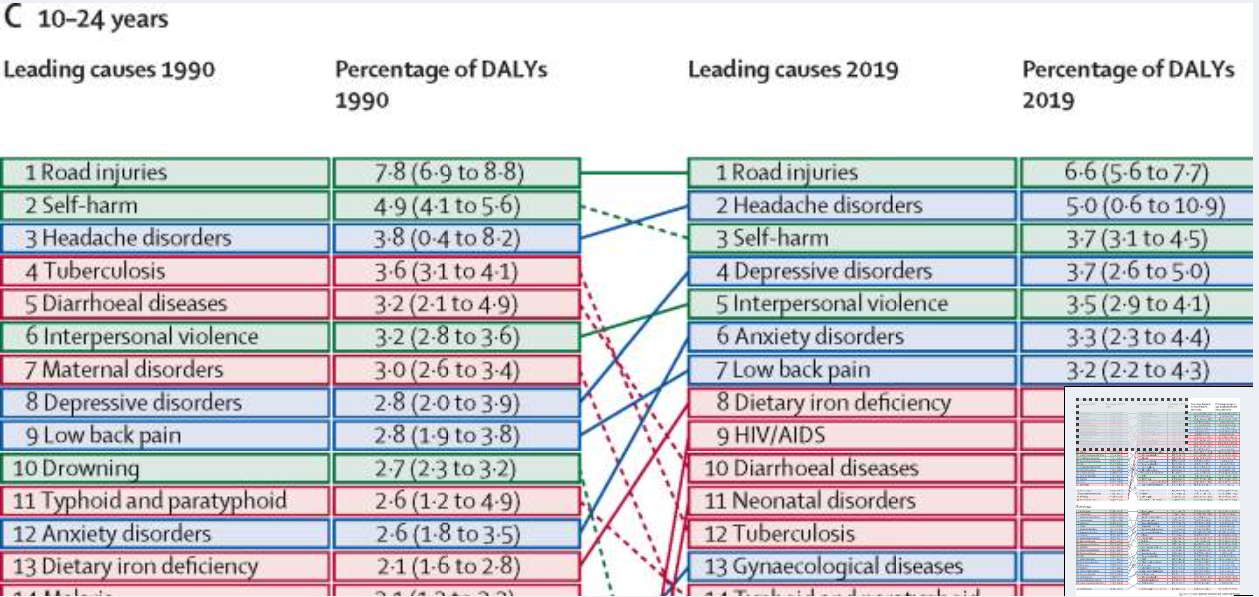 C 10–24 years
Leading causes 1990 Percentage of DALYs 1990 Leading causes 2019 Percentage of DALYs 2019
1 Road injuries 7·8 (6·9 to 8·8) 1 Road injuries 6·6 (5·6 to 7·7)
2 Self-harm 4·9 (4·1 to 5·6) 2 Headache disorders 5·0 (0·6 to 10·9)
3 Headache disorders 3·8 (0·4 to 8·2) 3 Self-harm 3·7 (3·1 to 4·5)
4 Tuberculosis 3·6 (3·1 to 4·1) 4 Depressive disorders 3·7 (2·6 to 5·0)
5 Diarrhoeal diseases 3·2 (2·1 to 4·9) 5 Interpersonal violence 3·5 (2·9 to 4·1)
6 Interpersonal violence 3·2 (2·8 to 3·6) 6 Anxiety disorders 3·3 (2·3 to 4·4)
7 Maternal disorders 3·0 (2·6 to 3·4) 7 Low back pain 3·2 (2·2 to 4·3)
8 Depressive disorders 2·8 (2·0 to 3·9) 8 Dietary iron deficiency
9 Low back pain 2·8 (1·9 to 3·8) 9 HIV/AIDS
10 Drowning 2·7 (2·3 to 3·2) 10 Diarrhoeal diseases
11 Typhoid and paratyphoid 2·6 (1·2 to 4·9) 11 Neonatal disorders
12 Anxiety disorders 2·6 (1·8 to 3·5) 12 Tuberculosis
13 Dietary iron deficiency 2·1 (1·6 to 2·8) 13 Gynaecological diseases